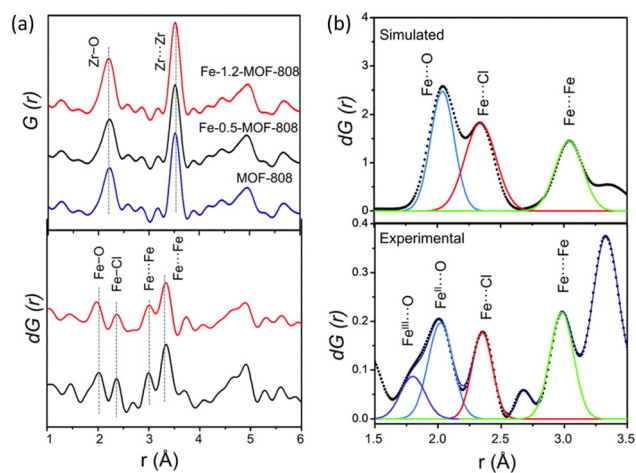 (a)
Zr–O
Zr···Zr
Fe-1.2-MOF-808
Fe-0.5-MOF-808
MOF-808
G (r)
Fe–O
Fe–Cl
Fe···Fe
Fe·····Fe
dG (r)
1 2 3 4 5 6
r (Å)
(b)
Simulated
Fe·····O
Fe·····Cl
Fe·····Fe
4
2
1
0
dG (r)
Experimental
Feᴵᴵᴵ·····O
Feᴵᴵ·····O
Fe·····Cl
Fe·····Fe
0.4
0.3
0.2
0.1
0.0
dG (r)
1.5 2.0 2.5 3.0 3.5
r (Å)